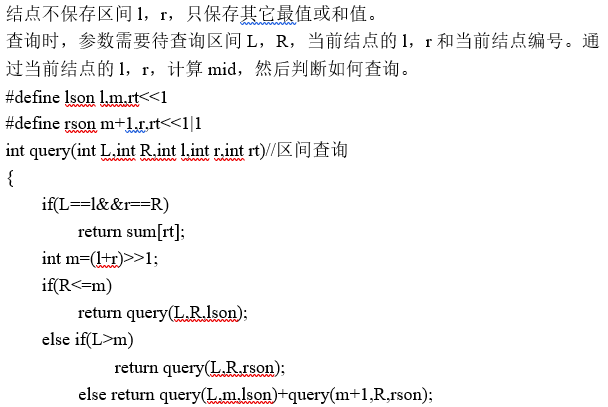 结点不保存区间 l，r，只保存其它最值或和值。
查询时，参数需要待查询区间 L，R，当前结点的 l，r 和当前结点编号。通
过当前结点的 l，r，计算 mid，然后判断如何查询。
#define lson l,m,rt<<1
#define rson m+1,r,rt<<1|1
int query(int L,int R,int l,int r,int rt)//区间查询
{
if(L==l&&r==R)
return sum[rt];
int m=(l+r)>>1;
if(R<=m)
return query(L,R,lson);
else if(L>m)
return query(L,R,rson);
else return query(L,m,lson)+query(m+1,R,rson);